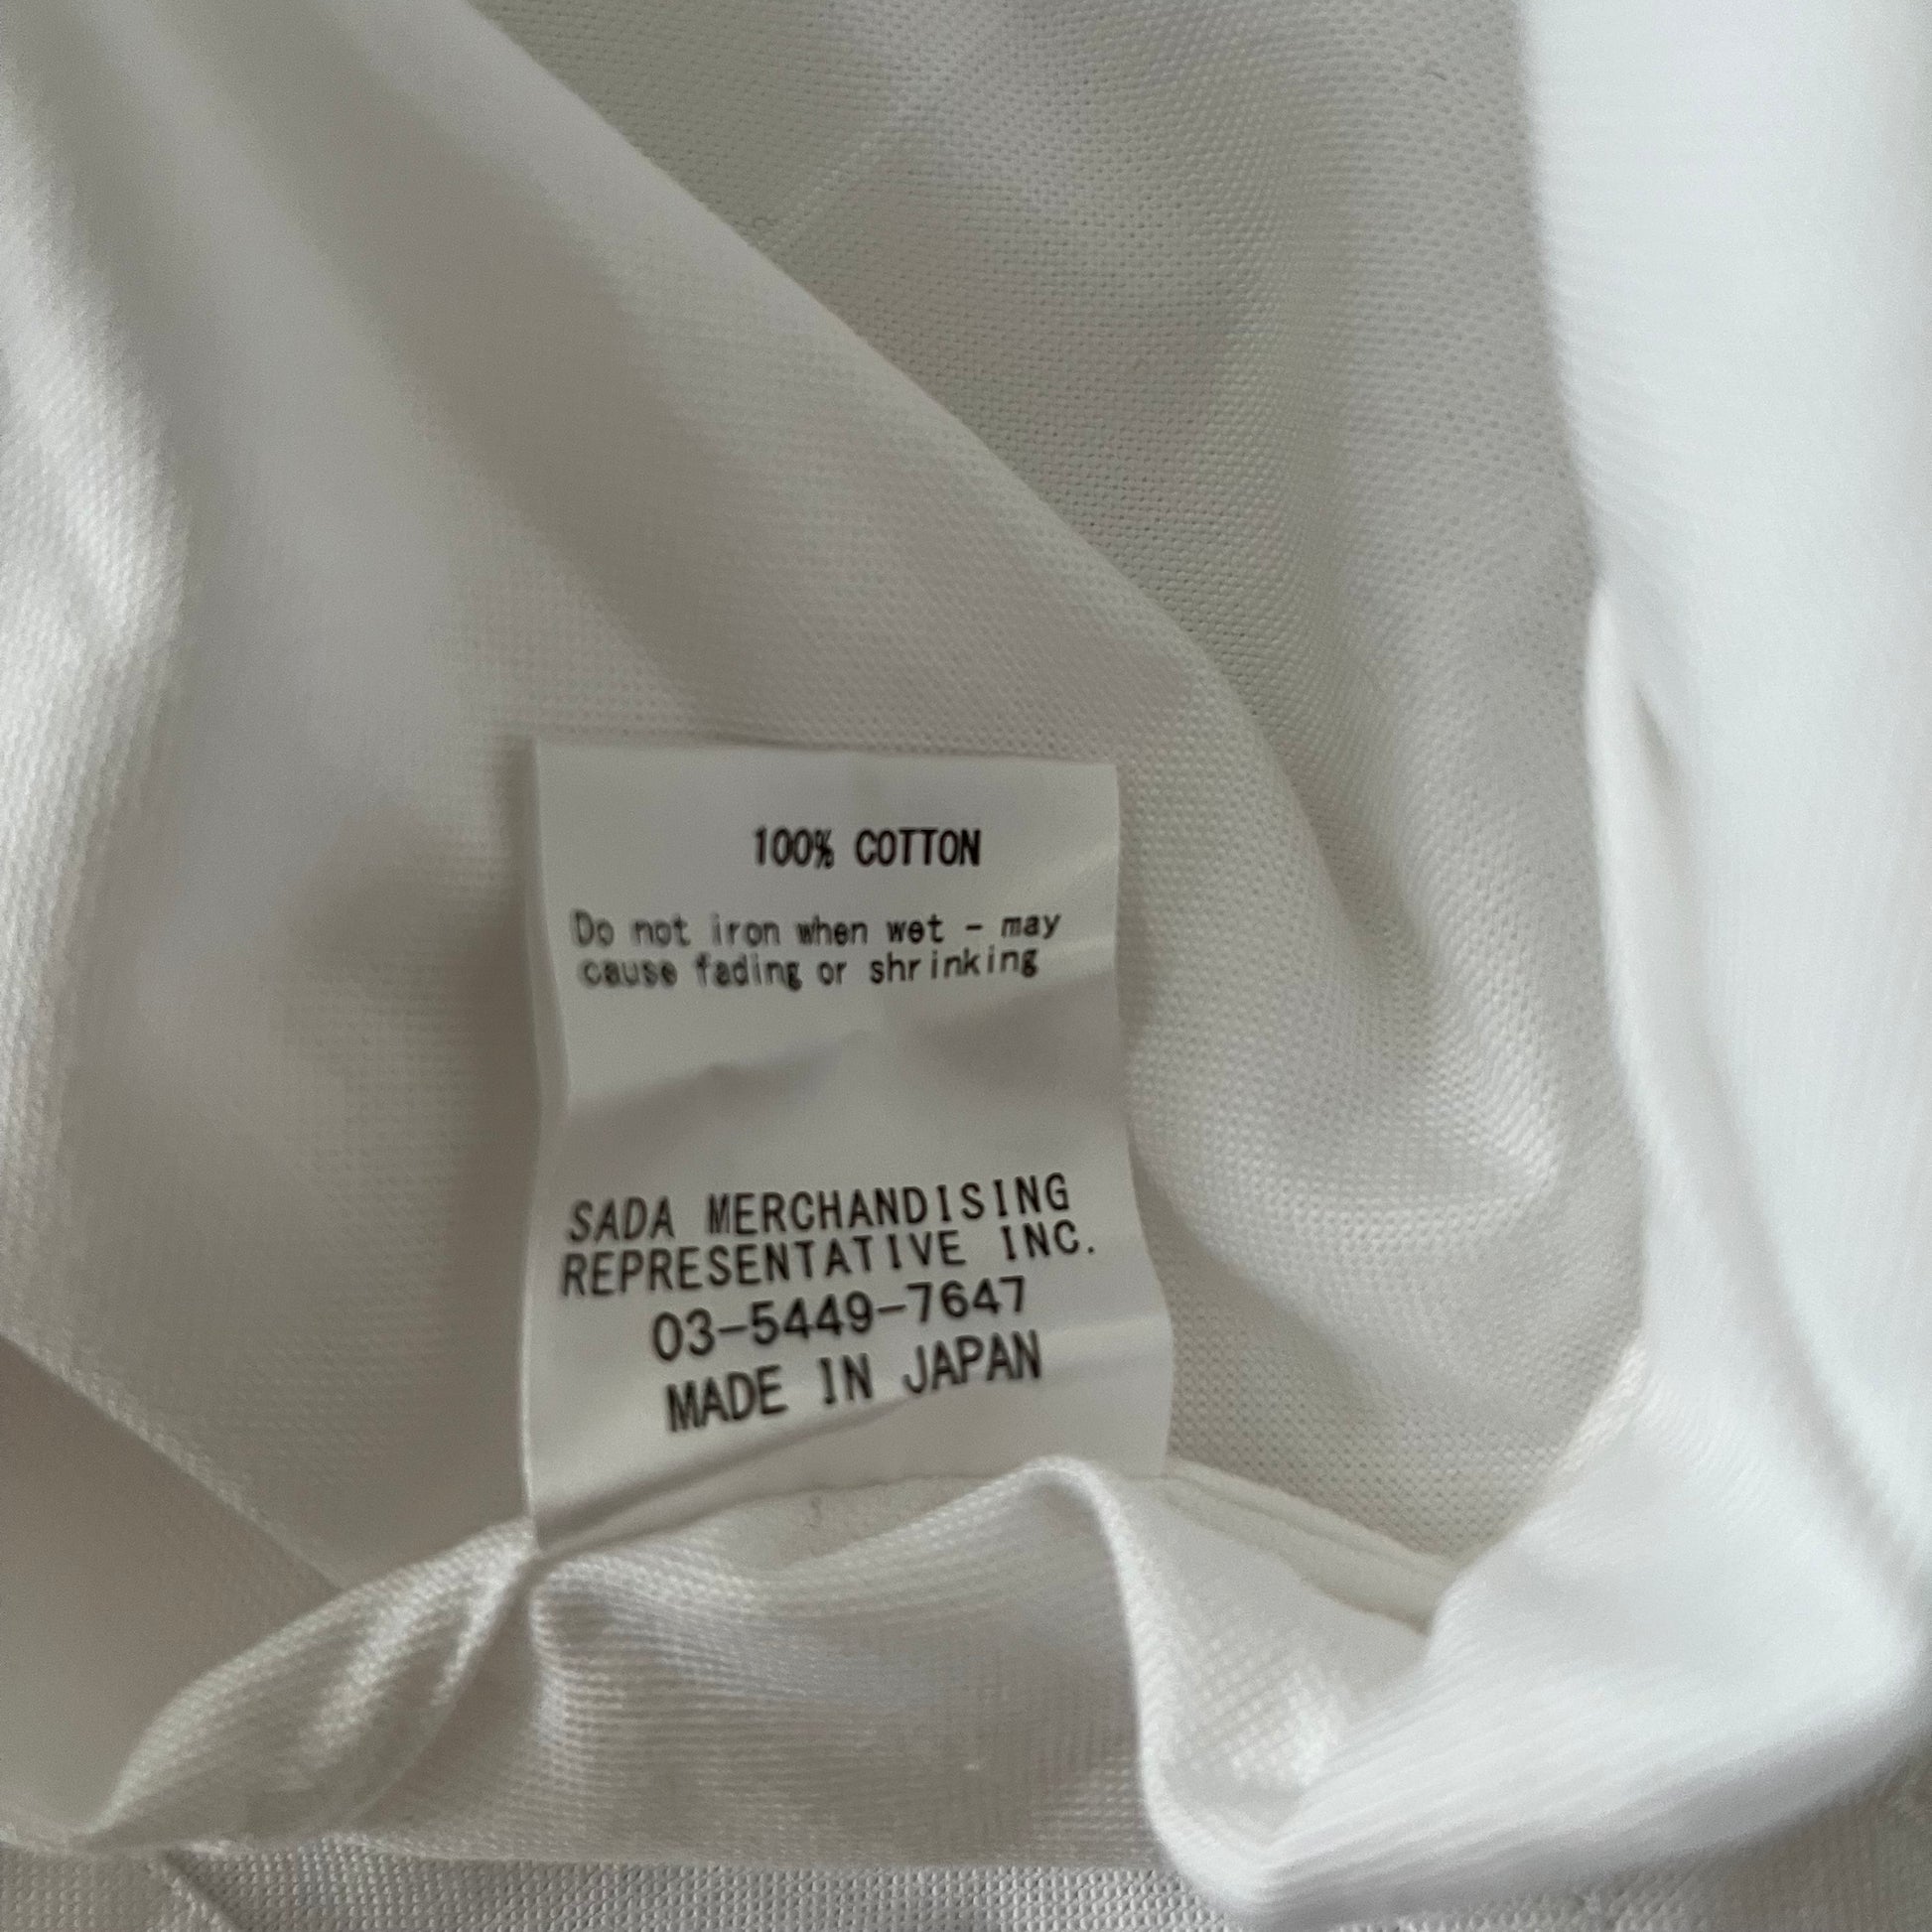 100% COTTON
Do not iron when wet - may
cause fading or shrinking
SADA MERCHANDISING
REPRESENTATIVE INC.
03-5449-7647
MADE IN JAPAN